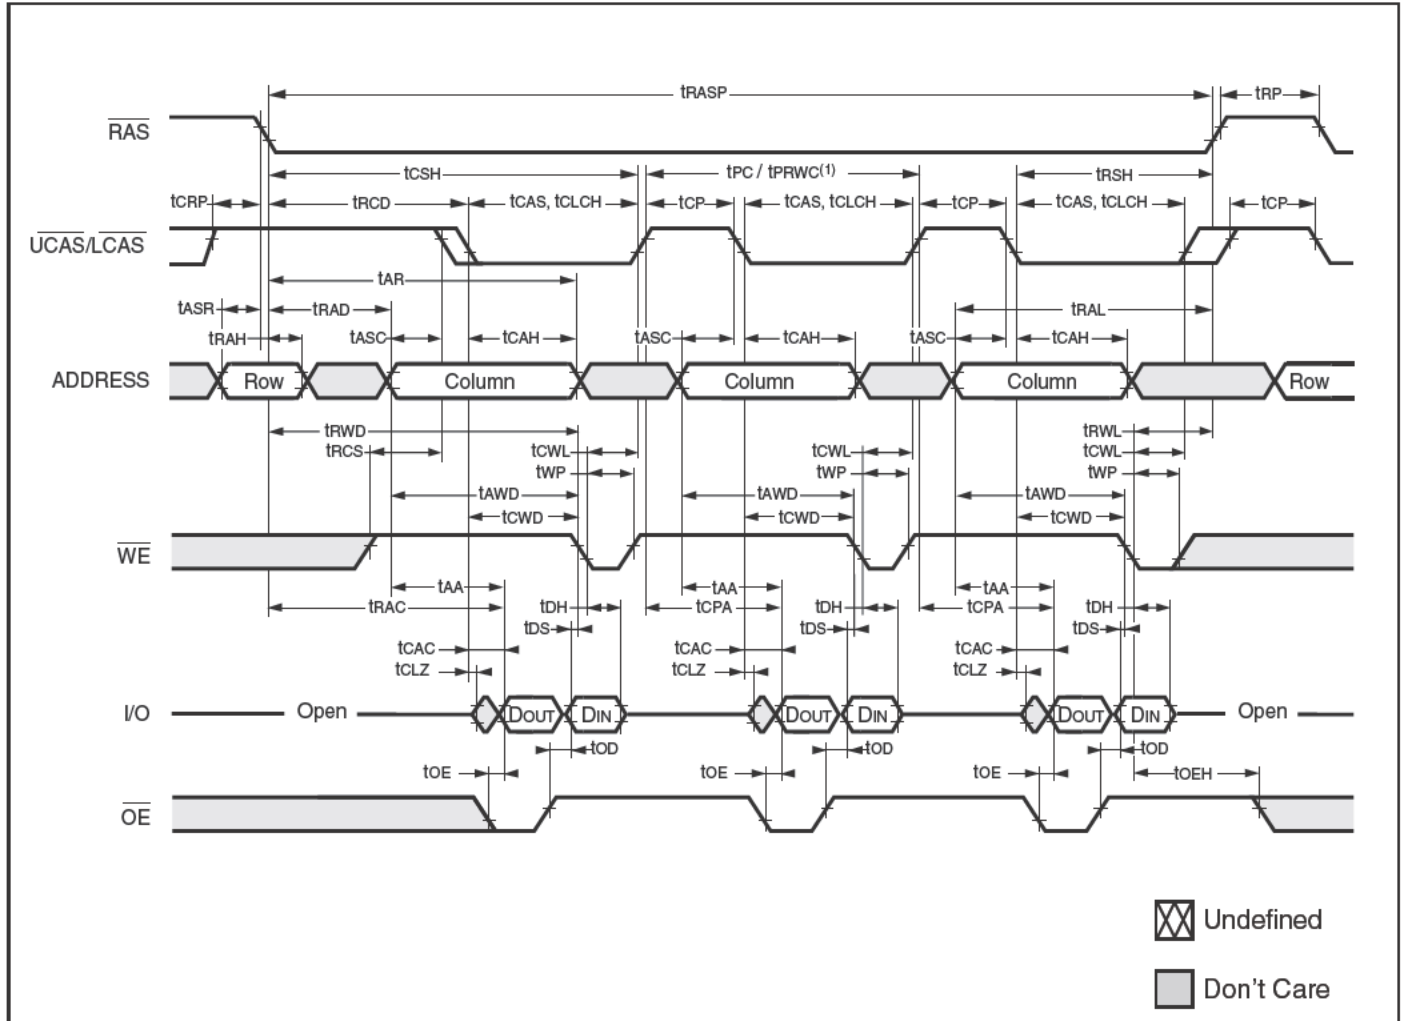 tRASP tRP
RAS
tCSH tPC / tPRWC(1) tRSH
tCRP tRCD tCAS, tCLCH tCP tCAS, tCLCH tCP tCAS, tCLCH tCP
UCAS/LCAS
tAR
tASR tRAD tRAL
tRAH tASC tCAH tASC tCAH tASC tCAH
ADDRESS Row Column Column Column Row
tRWD tRWL
tRCS tCWL tCWL tCWL
tWP tWP tWP
tAWD tAWD tAWD
tCWD tCWD tCWD
WE
tAA tAA tAA
tRAC tDH tCPA tDH tCPA tDH
tDS tDS tDS
tCAC tCAC tCAC
tCLZ tCLZ tCLZ
I/O Open DOUT DIN DOUT DIN DOUT DIN Open
tOD tOD tOD
tOE tOE tOE tOEH
OE
Undefined
Don't Care